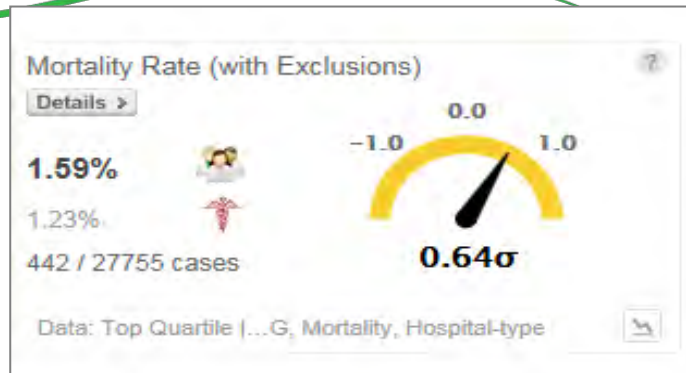 Mortality Rate (with Exclusions)
?
Details >
0.0
-1.0
1.0
1.59%
1.23%
0.64σ
442 / 27755 cases
Data: Top Quartile |...G, Mortality, Hospital-type